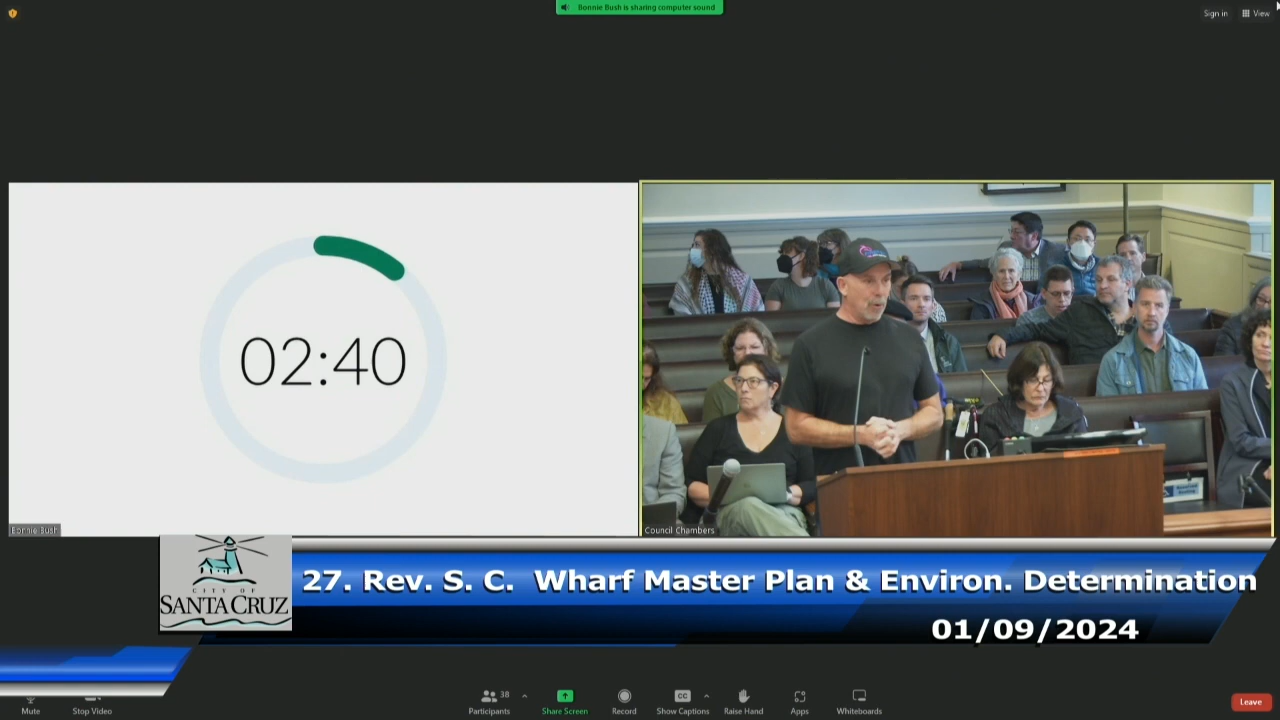 Bonnie Bush is sharing computer sound
Sign in
View
02:40
Bonnie Bush
Council Chambers
CITY OF
SANTA CRUZ
27. Rev. S. C. Wharf Master Plan & Environ. Determination
01/09/2024
Mute
Stop Video
Participants
38
Share Screen
Record
CC
Show Captions
Raise Hand
Apps
Whiteboards
Leave